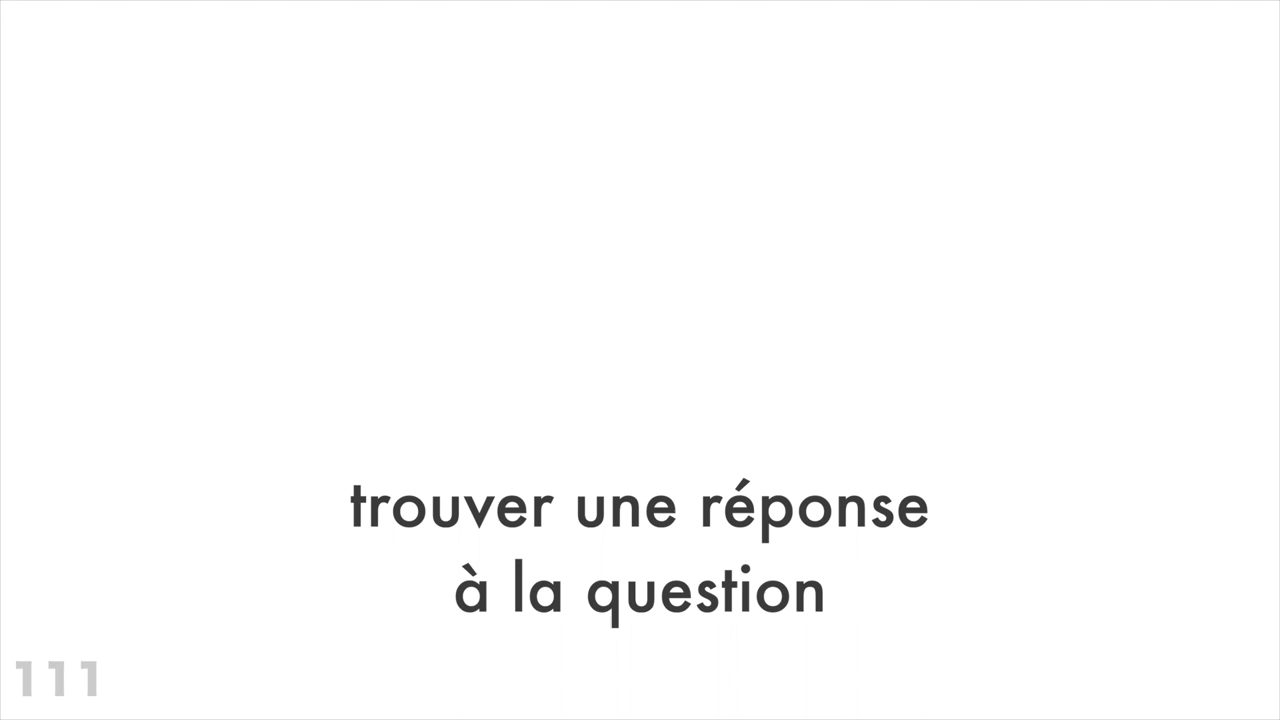 trouver une réponse
à la question
111